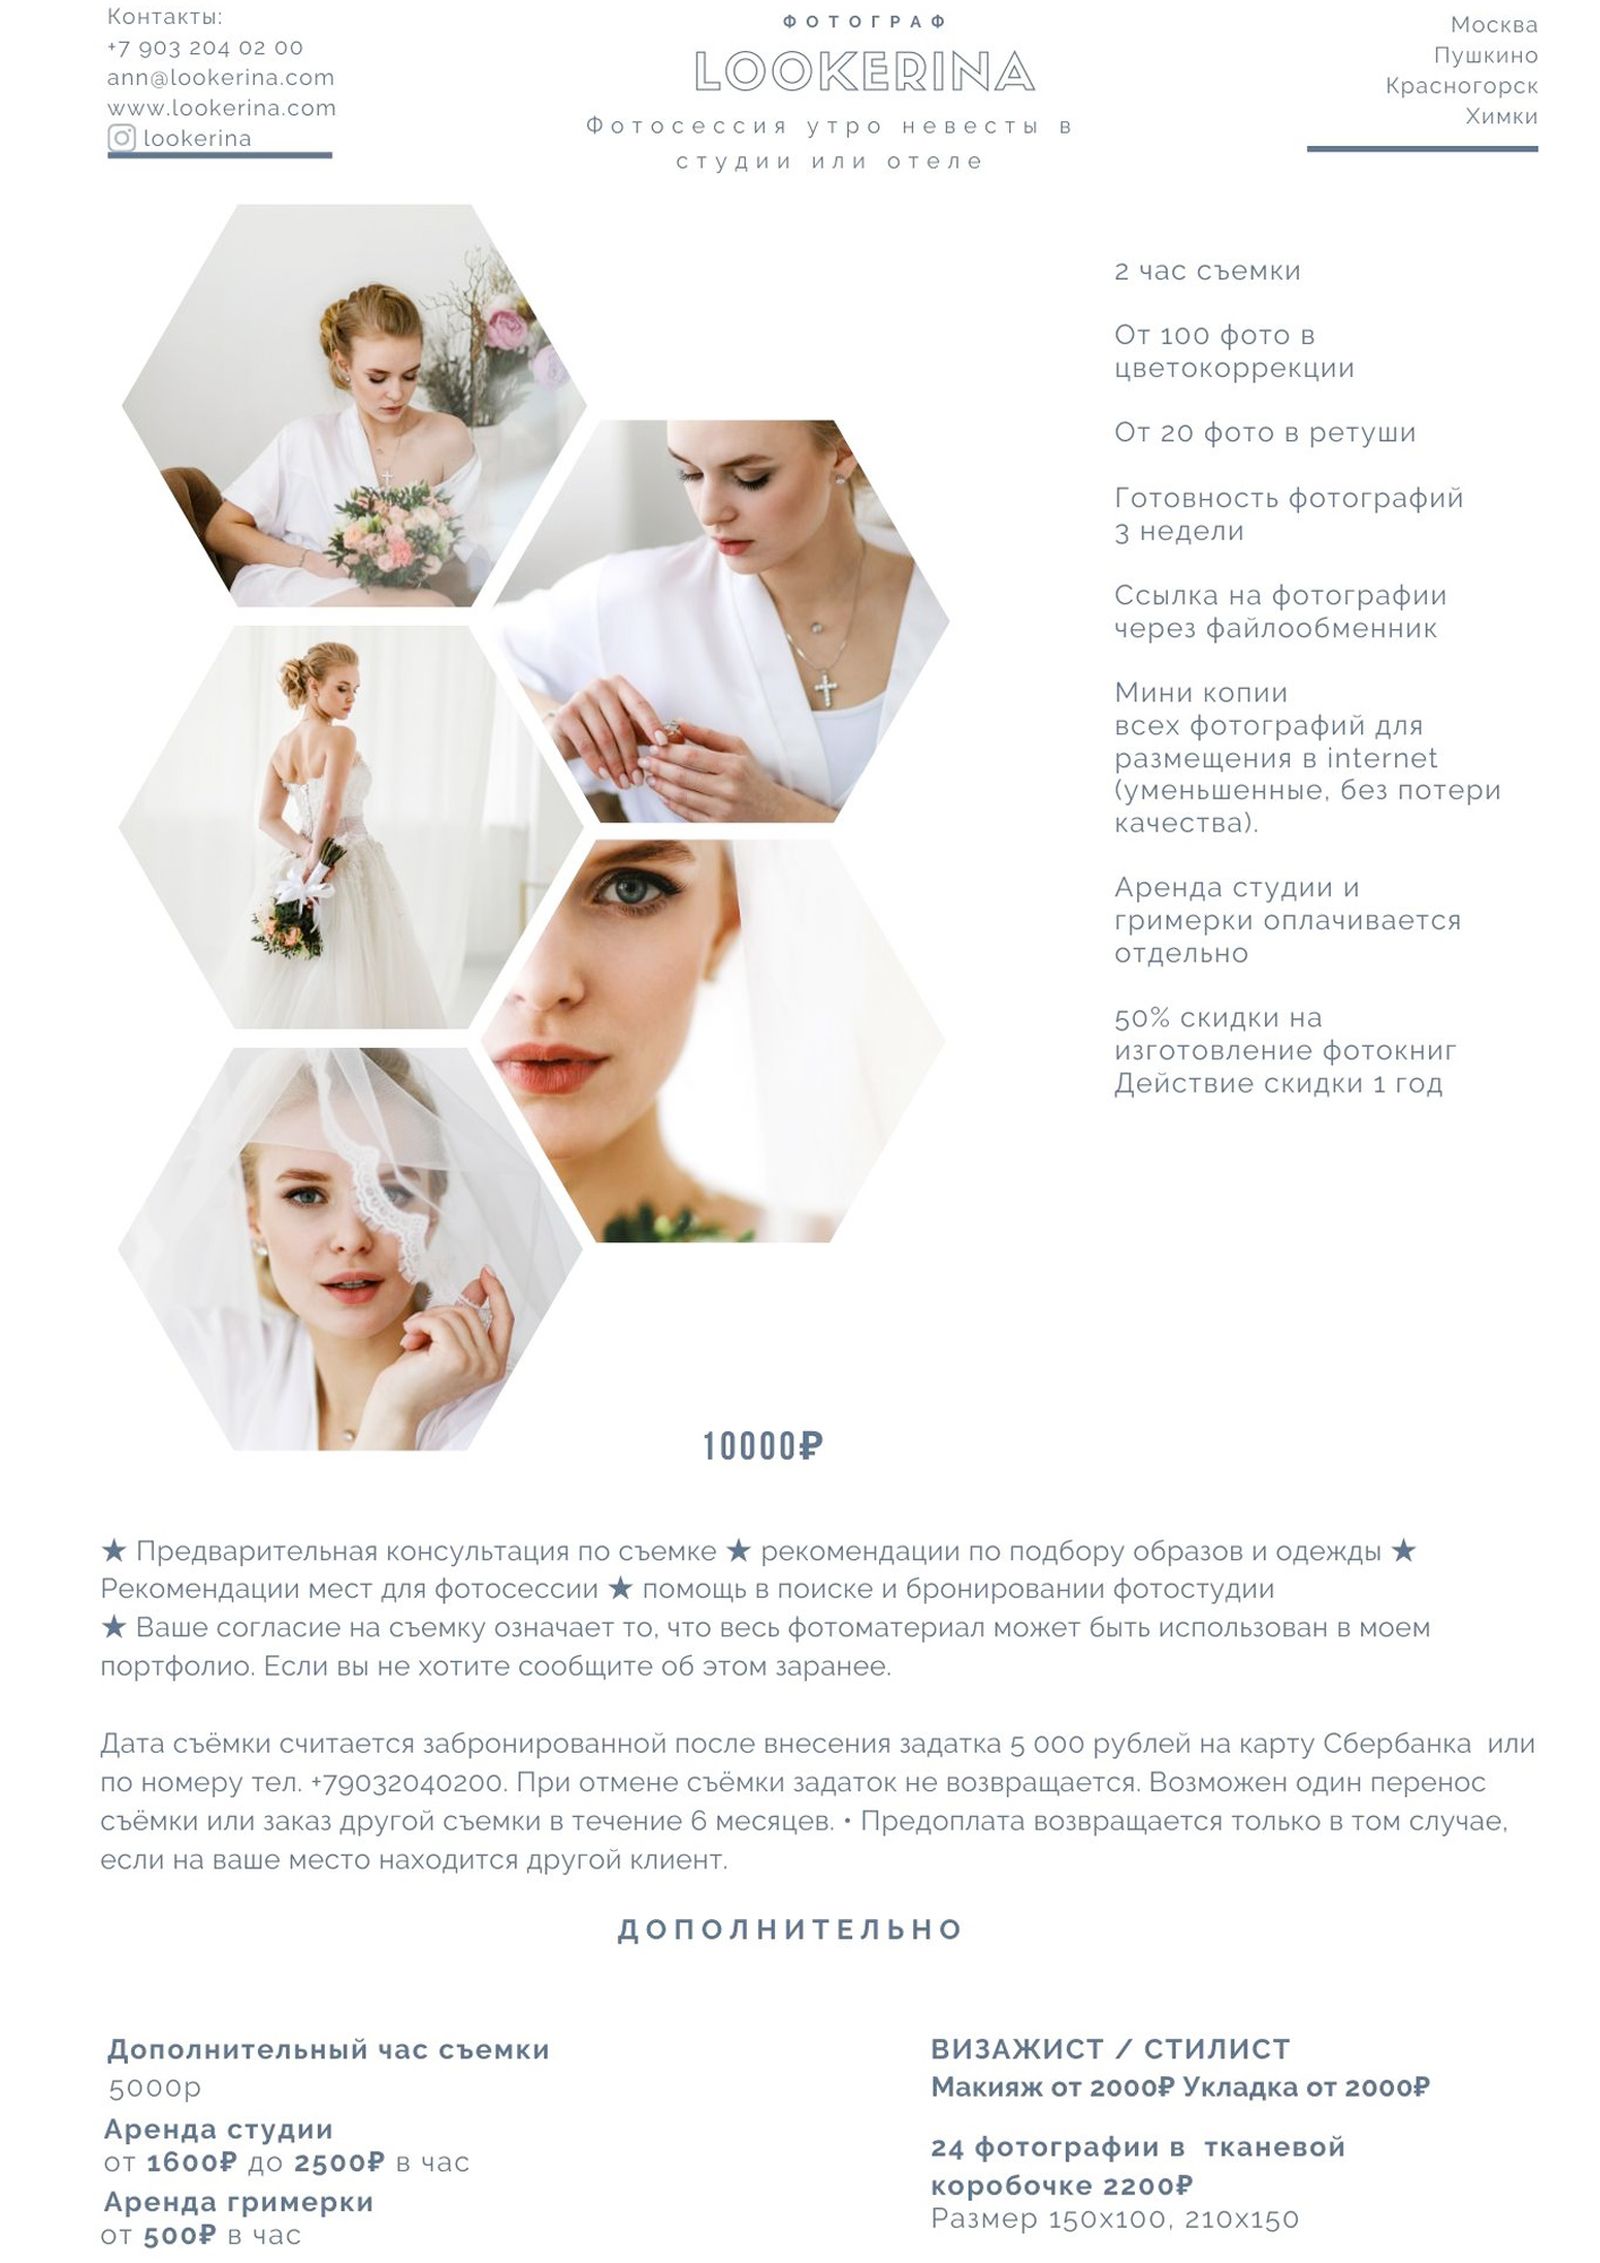 Контакты:
+7 903 204 02 00
ann@lookerina.com
www.lookerina.com
lookerina
ФОТОГРАФ
LOOKERINA
Фотосессия утро невесты в
студии или отеле
Москва
Пушкино
Красногорск
Химки
2 час съемки
От 100 фото в
цветокоррекции
От 20 фото в ретуши
Готовность фотографий
3 недели
Ссылка на фотографии
через файлообменник
Мини копии
всех фотографий для
размещения в internet
(уменьшенные, без потери
качества).
Аренда студии и
гримерки оплачивается
отдельно
50% скидки на
изготовление фотокниг
Действие скидки 1 год
10000₽
★ Предварительная консультация по съемке ★ рекомендации по подбору образов и одежды ★
Рекомендации мест для фотосессии ★ помощь в поиске и бронировании фотостудии
★ Ваше согласие на съемку означает то, что весь фотоматериал может быть использован в моем
портфолио. Если вы не хотите сообщите об этом заранее.
Дата съёмки считается забронированной после внесения задатка 5 000 рублей на карту Сбербанка или
по номеру тел. +79032040200. При отмене съёмки задаток не возвращается. Возможен один перенос
съёмки или заказ другой съемки в течение 6 месяцев. • Предоплата возвращается только в том случае,
если на ваше место находится другой клиент.
ДОПОЛНИТЕЛЬНО
Дополнительный час съемки
5000р
Аренда студии
от 1600₽ до 2500₽ в час
Аренда гримерки
от 500₽ в час
ВИЗАЖИСТ / СТИЛИСТ
Макияж от 2000₽ Укладка от 2000₽
24 фотографии в тканевой
коробочке 2200₽
Размер 150х100, 210х150